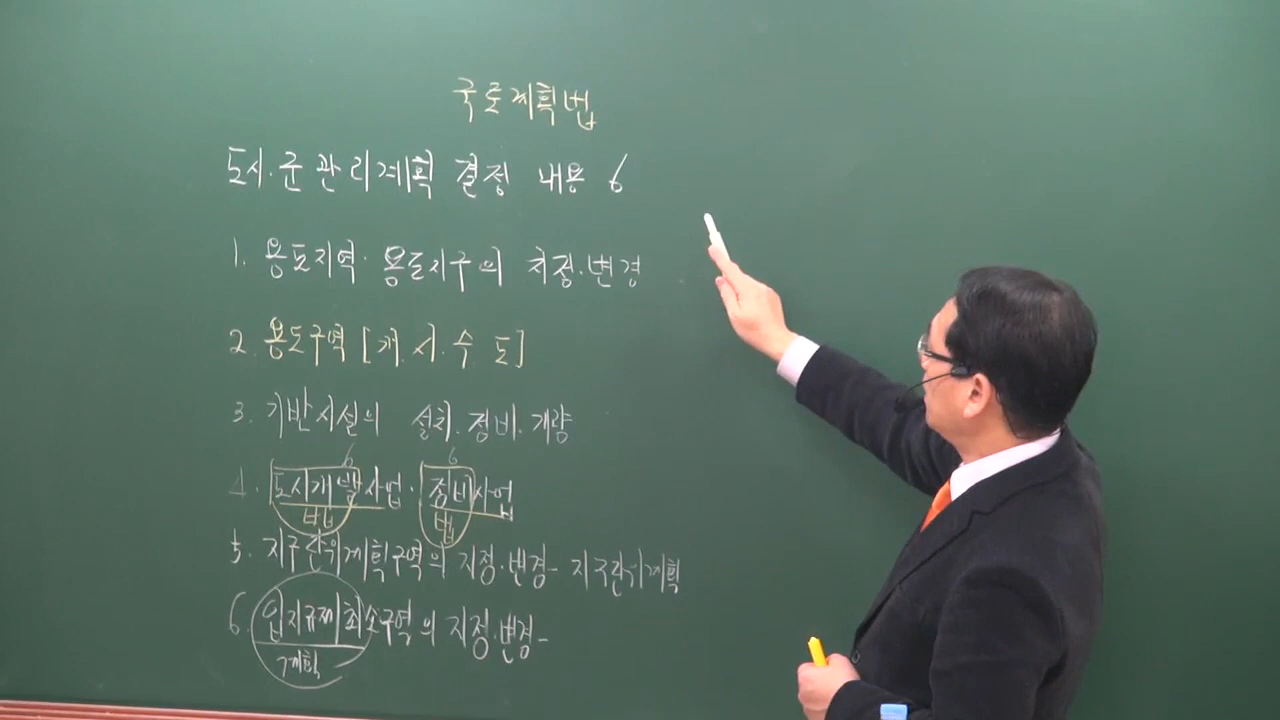 국토계획법
도시·군관리계획 결정 내용 6
1. 용도지역·용도지구의 지정·변경
2. 용도구역 [개·시·수 도]
3. 기반시설의 설치·정비·개량
6 6
4. 도시개발사업·정비사업
법 법
5. 지구단위계획구역의 지정·변경- 지구단위계획
6. 입지규제최소구역의 지정·변경-
계획